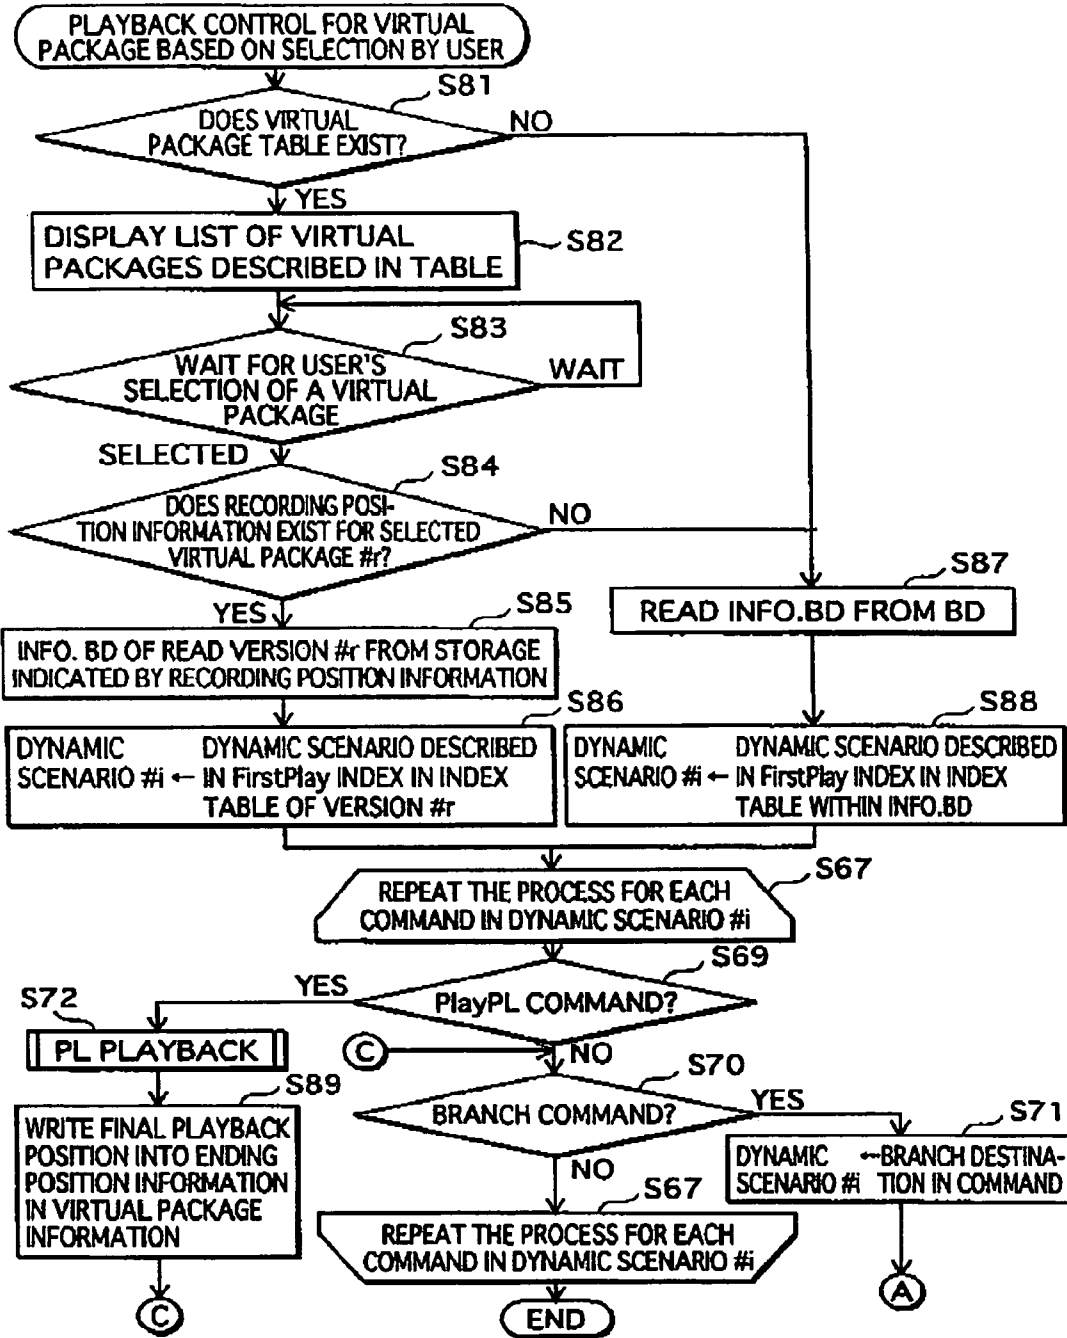 PLAYBACK CONTROL FOR VIRTUAL
PACKAGE BASED ON SELECTION BY USER
S81
DOES VIRTUAL
PACKAGE TABLE EXIST?
NO
YES
DISPLAY LIST OF VIRTUAL
PACKAGES DESCRIBED IN TABLE
S82
S83
WAIT FOR USER'S
SELECTION OF A VIRTUAL
PACKAGE
WAIT
SELECTED
S84
DOES RECORDING POSI-
TION INFORMATION EXIST FOR SELECTED
VIRTUAL PACKAGE #r?
NO
YES
S87
READ INFO.BD FROM BD
S85
INFO. BD OF READ VERSION #r FROM STORAGE
INDICATED BY RECORDING POSITION INFORMATION
S86
DYNAMIC DYNAMIC SCENARIO DESCRIBED
SCENARIO #i ← IN FirstPlay INDEX IN INDEX
TABLE OF VERSION #r
S88
DYNAMIC DYNAMIC SCENARIO DESCRIBED
SCENARIO #i ← IN FirstPlay INDEX IN INDEX
TABLE WITHIN INFO.BD
S67
REPEAT THE PROCESS FOR EACH
COMMAND IN DYNAMIC SCENARIO #i
S69
PlayPL COMMAND?
YES
NO
S72
PL PLAYBACK
C
S89
WRITE FINAL PLAYBACK
POSITION INTO ENDING
POSITION INFORMATION
IN VIRTUAL PACKAGE
INFORMATION
C
S70
BRANCH COMMAND?
YES
NO
S71
DYNAMIC ←BRANCH DESTINA-
SCENARIO #i TION IN COMMAND
A
S67
REPEAT THE PROCESS FOR EACH
COMMAND IN DYNAMIC SCENARIO #i
END